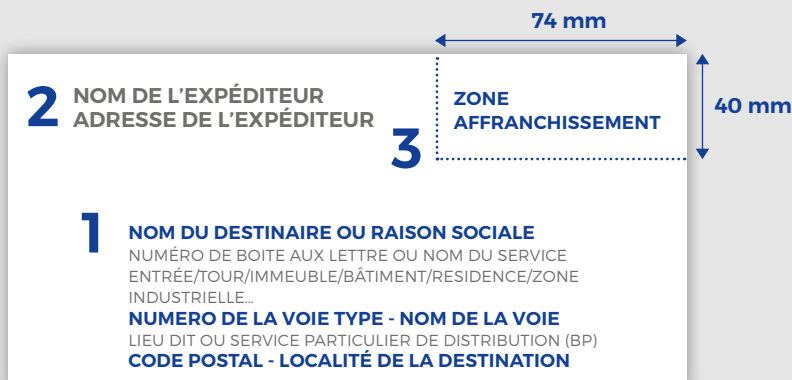 74 mm
40 mm
2 NOM DE L'EXPÉDITEUR
ADRESSE DE L'EXPÉDITEUR
3
ZONE
AFFRANCHISSEMENT
1
NOM DU DESTINAIRE OU RAISON SOCIALE
NUMÉRO DE BOITE AUX LETTRE OU NOM DU SERVICE
ENTRÉE/TOUR/IMMEUBLE/BÂTIMENT/RESIDENCE/ZONE
INDUSTRIELLE...
NUMERO DE LA VOIE TYPE - NOM DE LA VOIE
LIEU DIT OU SERVICE PARTICULIER DE DISTRIBUTION (BP)
CODE POSTAL - LOCALITÉ DE LA DESTINATION